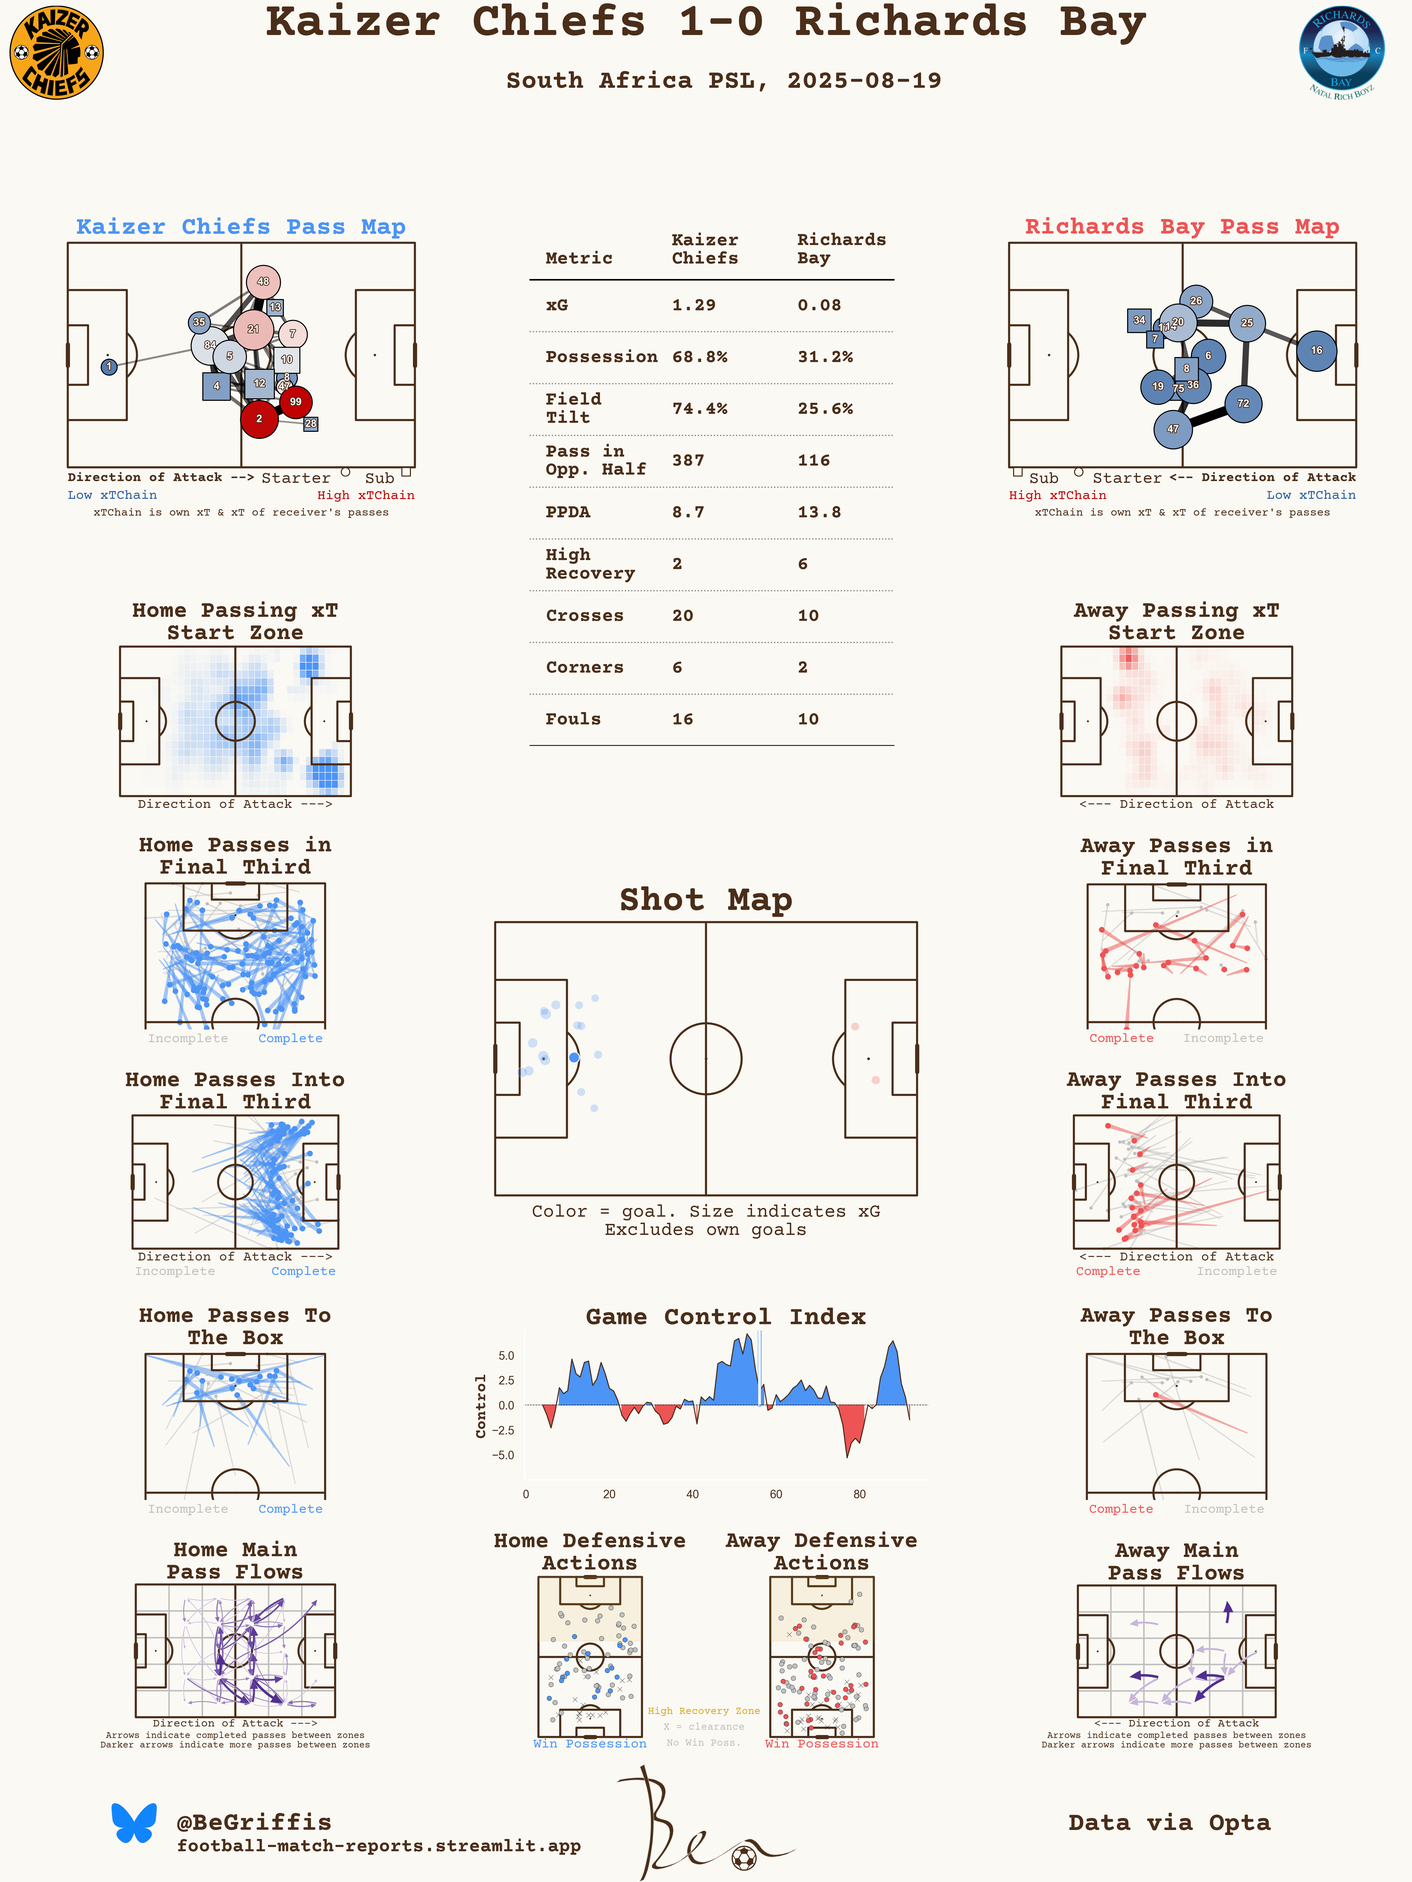 Kaizer Chiefs 1-0 Richards Bay
South Africa PSL, 2025-08-19
KAIZER
CHIEFS
RICHARDS
F C
BAY
NATAL RICH BOYZ
Kaizer Chiefs Pass Map
48
13
35
21
7
84
5
10
1
4
12
8
47
99
2
28
Direction of Attack --> Starter Sub
Low xTChain High xTChain
xTChain is own xT & xT of receiver's passes
Metric Kaizer Chiefs Richards Bay
xG 1.29 0.08
Possession 68.8% 31.2%
Field Tilt 74.4% 25.6%
Pass in Opp. Half 387 116
PPDA 8.7 13.8
High Recovery 2 6
Crosses 20 10
Corners 6 2
Fouls 16 10
Richards Bay Pass Map
26
34
14
20
25
7
6
16
8
19
75
36
72
47
Sub Starter <-- Direction of Attack
High xTChain Low xTChain
xTChain is own xT & xT of receiver's passes
Home Passing xT
Start Zone
Direction of Attack --->
Away Passing xT
Start Zone
<--- Direction of Attack
Home Passes in
Final Third
Incomplete Complete
Away Passes in
Final Third
Complete Incomplete
Shot Map
Color = goal. Size indicates xG
Excludes own goals
Home Passes Into
Final Third
Direction of Attack --->
Incomplete Complete
Away Passes Into
Final Third
<--- Direction of Attack
Complete Incomplete
Home Passes To
The Box
Incomplete Complete
Game Control Index
Control
5.0
2.5
0.0
−2.5
−5.0
0 20 40 60 80
Away Passes To
The Box
Complete Incomplete
Home Main
Pass Flows
Direction of Attack --->
Arrows indicate completed passes between zones
Darker arrows indicate more passes between zones
Home Defensive
Actions
Win Possession
High Recovery Zone
X = clearance
No Win Poss.
Away Defensive
Actions
Win Possession
Away Main
Pass Flows
<--- Direction of Attack
Arrows indicate completed passes between zones
Darker arrows indicate more passes between zones
@BeGriffis
football-match-reports.streamlit.app
Ben
Data via Opta